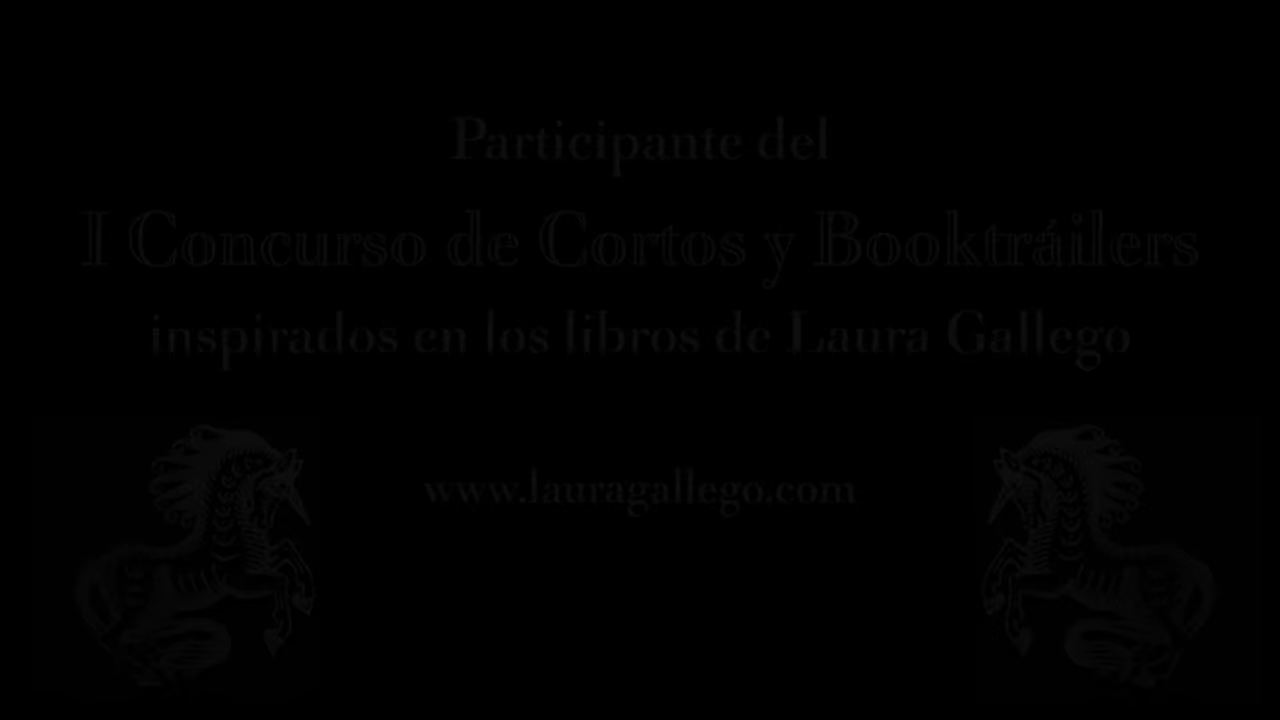 Participante del
I Concurso de Cortos y Booktráilers
inspirados en los libros de Laura Gallego
www.lauragallego.com